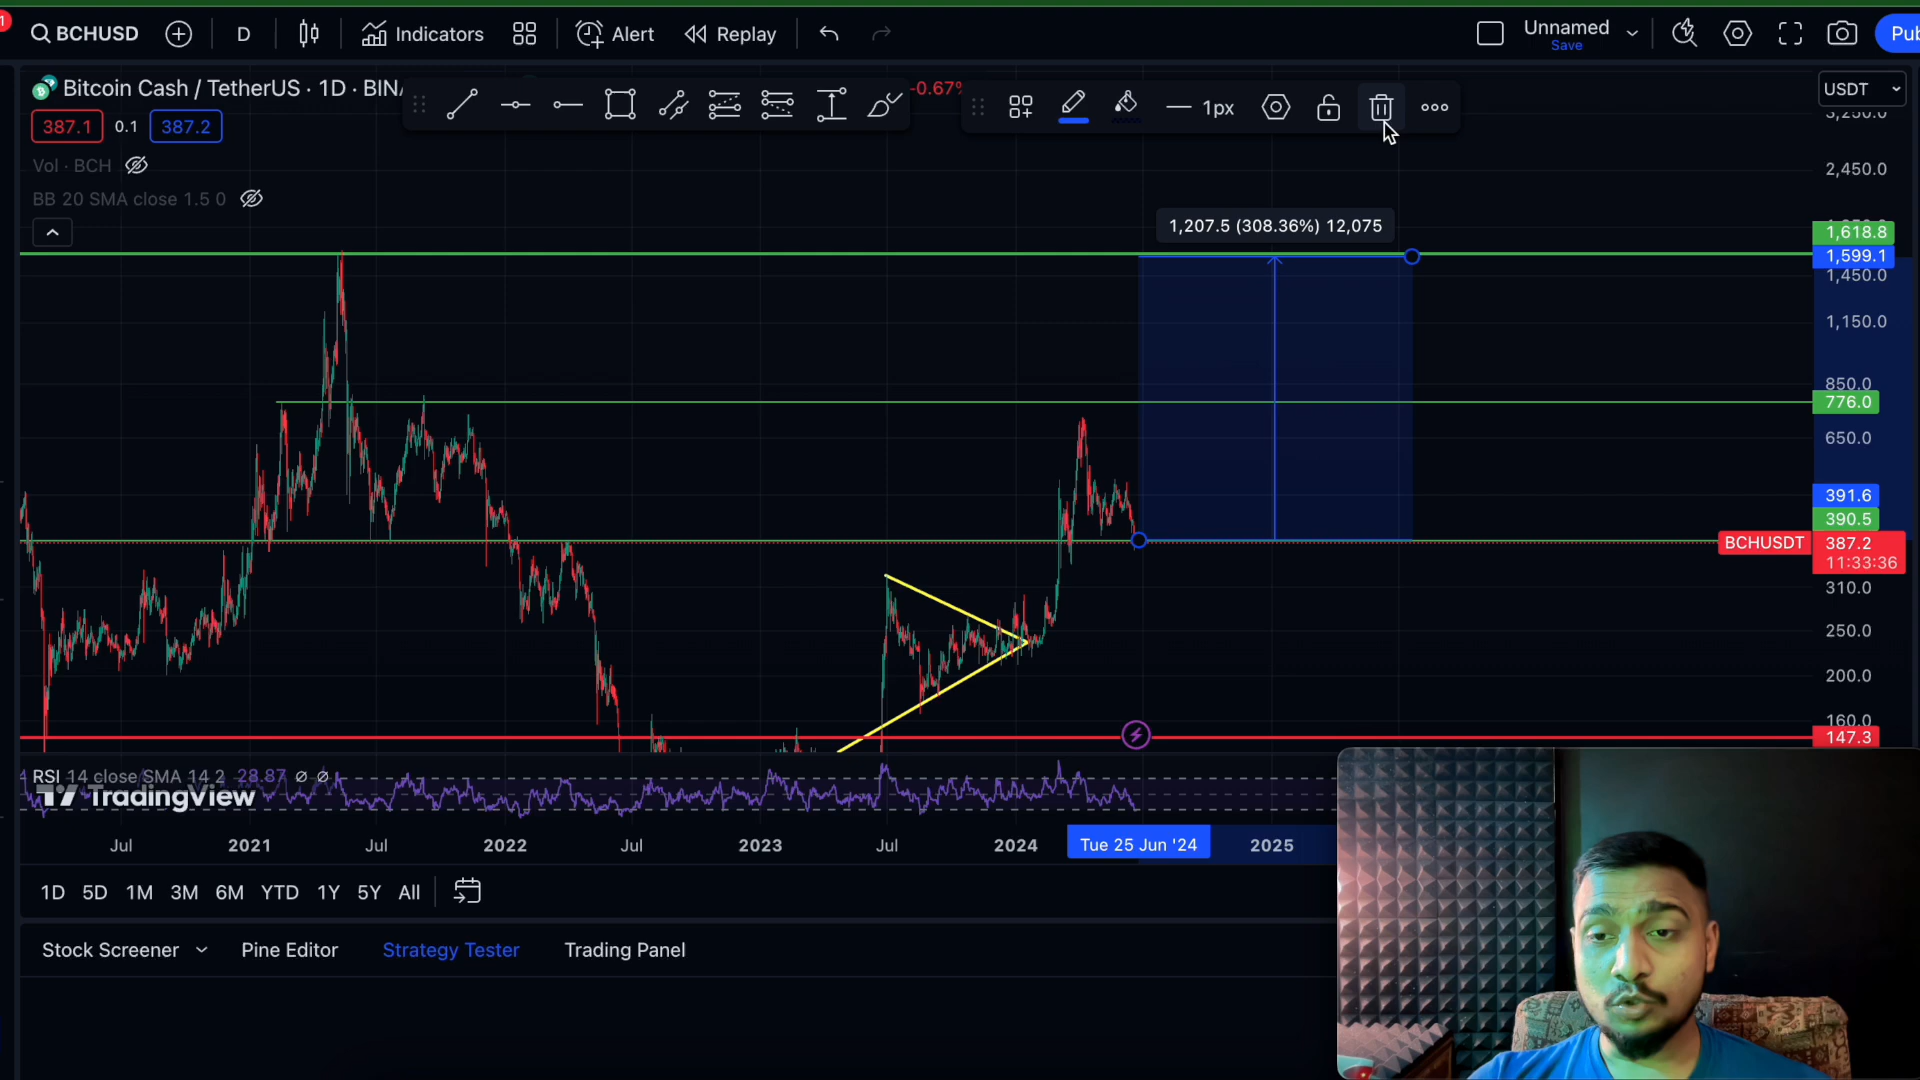 1
BCHUSD
D
Indicators
Alert
Replay
Unnamed
Save
Pub
Bitcoin Cash / TetherUS · 1D · BINA
-0.67%
1px
USDT
387.1
0.1
387.2
Vol · BCH
BB 20 SMA close 1.5 0
1,207.5 (308.36%) 12,075
3,250.0
2,450.0
1,618.8
1,599.1
1,450.0
1,150.0
850.0
776.0
650.0
391.6
390.5
BCHUSDT
387.2
11:33:36
310.0
250.0
200.0
160.0
147.3
RSI 14 close SMA 14 2 28.87 ∅ ∅
TradingView
Jul
2021
Jul
2022
Jul
2023
Jul
2024
Tue 25 Jun '24
2025
1D
5D
1M
3M
6M
YTD
1Y
5Y
All
Stock Screener
Pine Editor
Strategy Tester
Trading Panel